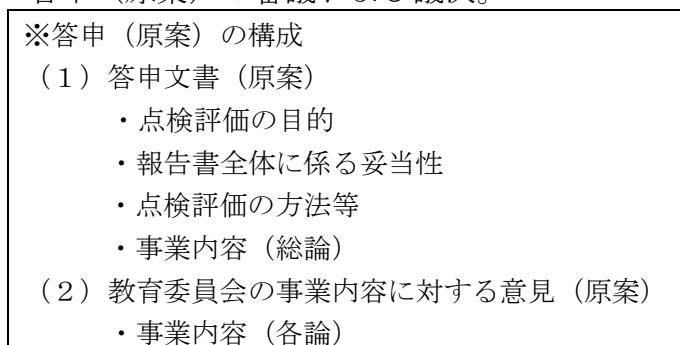 ※答申（原案）の構成
（１）答申文書（原案）
・点検評価の目的
・報告書全体に係る妥当性
・点検評価の方法等
・事業内容（総論）
（２）教育委員会の事業内容に対する意見（原案）
・事業内容（各論）